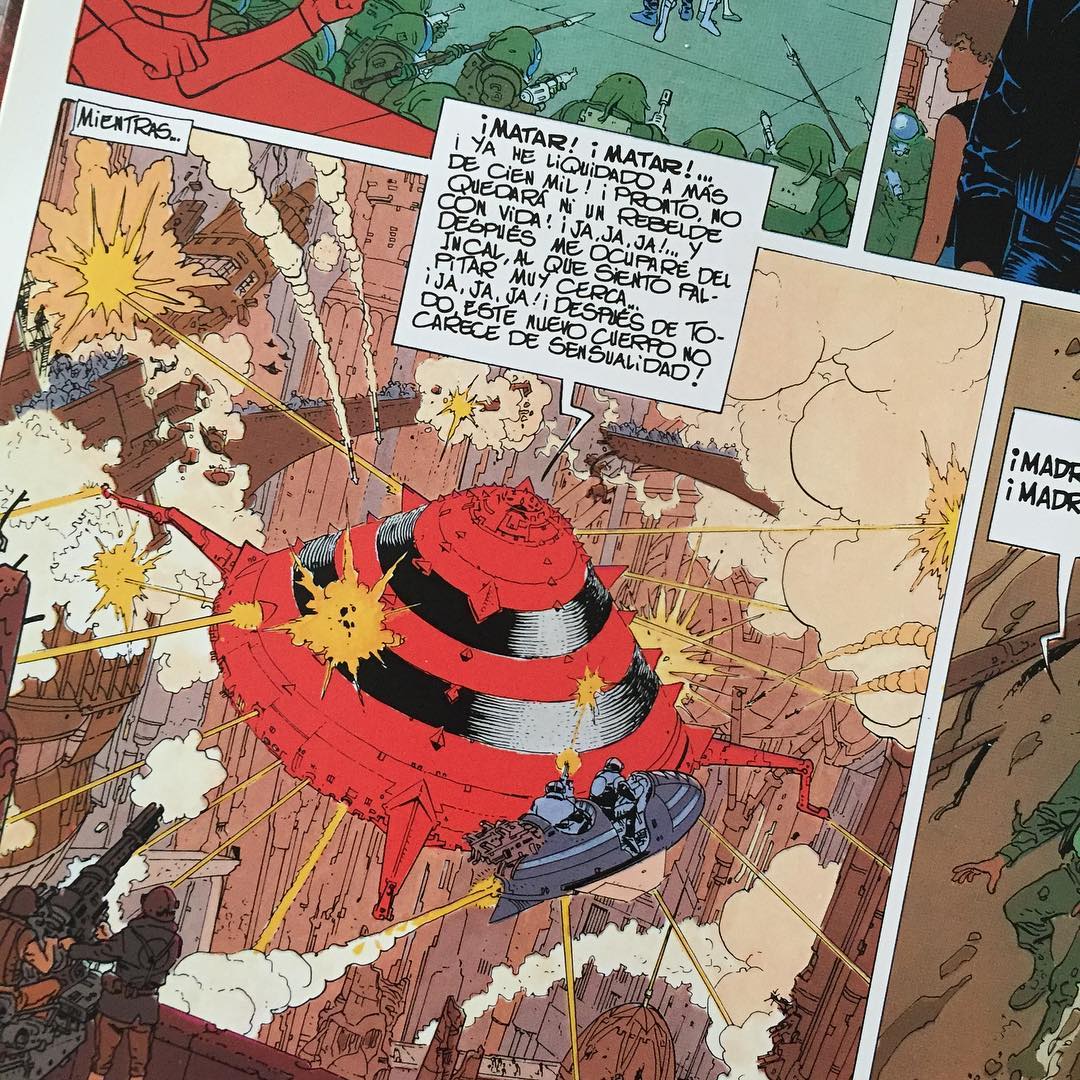 MIENTRAS...
¡MATAR! ¡MATAR!...
¡YA HE LIQUIDADO A MÁS
DE CIEN MIL! ¡PRONTO, NO
QUEDARÁ NI UN REBELDE
CON VIDA! ¡JA, JA, JA!... Y
DESPUÉS ME OCUPARÉ DEL
INCAL, AL QUE SIENTO PAL-
PITAR MUY CERCA...
¡JA, JA, JA! ¡DESPUÉS DE TO-
DO, ESTE NUEVO CUERPO NO
CARECE DE SENSUALIDAD!
¡MADR
¡MADR